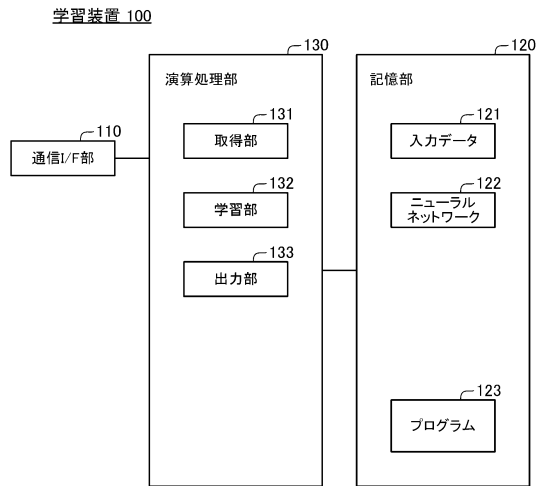 学習装置 100
130
120
演算処理部
記憶部
110
131
121
通信I/F部
取得部
入力データ
132
122
学習部
ニューラル
ネットワーク
133
出力部
123
プログラム